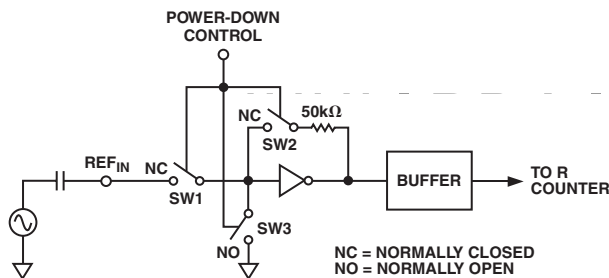 POWER-DOWN
CONTROL
NC
50kΩ
SW2
REFIN
NC
SW1
BUFFER
TO R
COUNTER
SW3
NO
NC = NORMALLY CLOSED
NO = NORMALLY OPEN